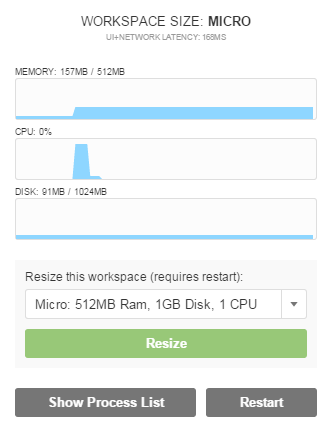 WORKSPACE SIZE: MICRO
UI+NETWORK LATENCY: 168MS
MEMORY: 157MB / 512MB
CPU: 0%
DISK: 91MB / 1024MB
Resize this workspace (requires restart):
Micro: 512MB Ram, 1GB Disk, 1 CPU
Resize
Show Process List
Restart